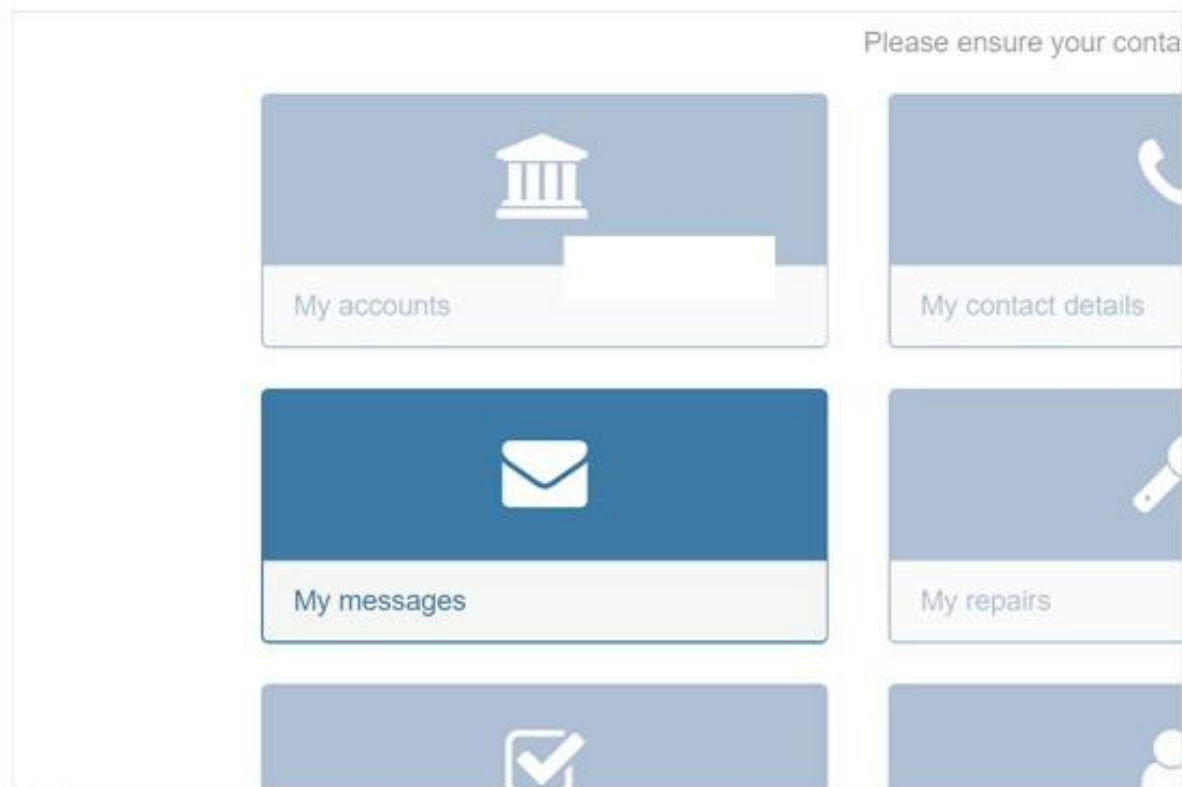 Please ensure your conta
My accounts
My contact details
My messages
My repairs